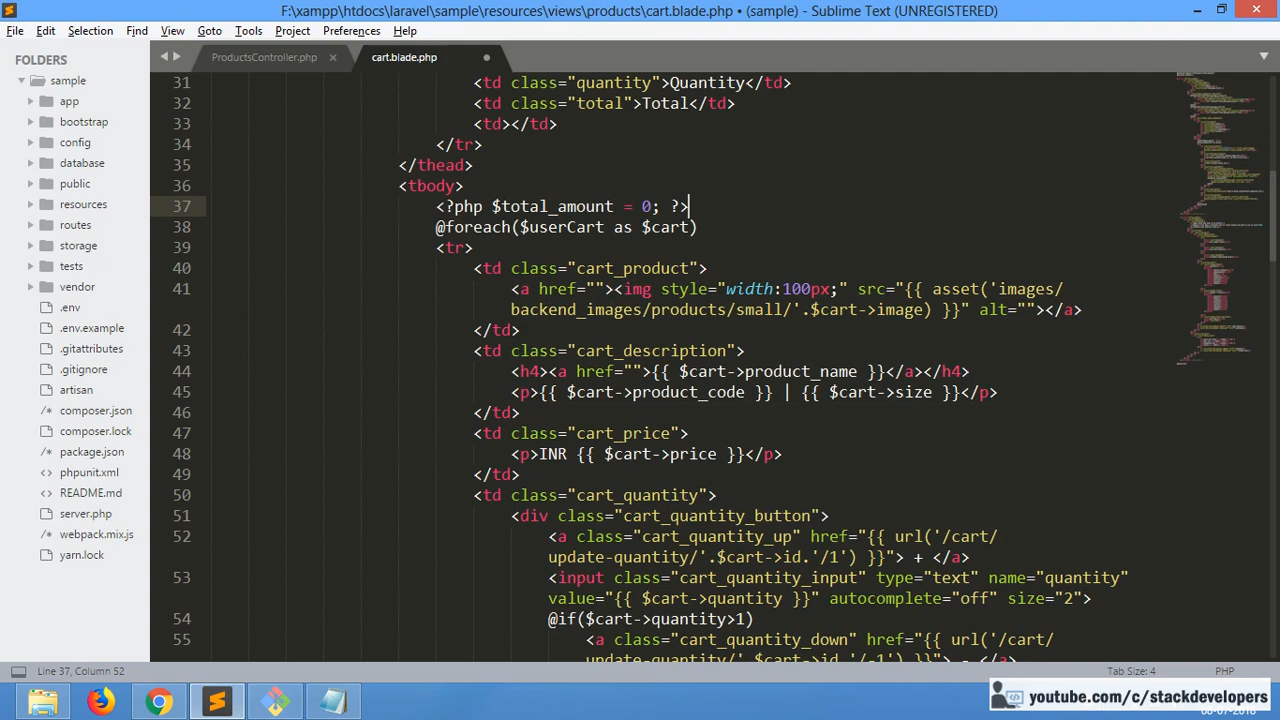 F:\xampp\htdocs\laravel\sample\resources\views\products\cart.blade.php • (sample) - Sublime Text (UNREGISTERED)
File Edit Selection Find View Goto Tools Project Preferences Help
FOLDERS
sample
app
bootstrap
config
database
public
resources
routes
storage
tests
vendor
.env
.env.example
.gitattributes
.gitignore
artisan
composer.json
composer.lock
package.json
phpunit.xml
README.md
server.php
webpack.mix.js
yarn.lock
ProductsController.php
cart.blade.php
31 <td class="quantity">Quantity</td>
32 <td class="total">Total</td>
33 <td></td>
34 </tr>
35 </thead>
36 <tbody>
37 <?php $total_amount = 0; ?>
38 @foreach($userCart as $cart)
39 <tr>
40 <td class="cart_product">
41 <a href=""><img style="width:100px;" src="{{ asset('images/
backend_images/products/small/'.$cart->image) }}" alt=""></a>
42 </td>
43 <td class="cart_description">
44 <h4><a href="">{{ $cart->product_name }}</a></h4>
45 <p>{{ $cart->product_code }} | {{ $cart->size }}</p>
46 </td>
47 <td class="cart_price">
48 <p>INR {{ $cart->price }}</p>
49 </td>
50 <td class="cart_quantity">
51 <div class="cart_quantity_button">
52 <a class="cart_quantity_up" href="{{ url('/cart/
update-quantity/'.$cart->id.'/1') }}"> + </a>
53 <input class="cart_quantity_input" type="text" name="quantity"
value="{{ $cart->quantity }}" autocomplete="off" size="2">
54 @if($cart->quantity>1)
55 <a class="cart_quantity_down" href="{{ url('/cart/
update-quantity/'.$cart->id.'/-1') }}"> - </a>
Line 37, Column 52
Tab Size: 4
PHP
youtube.com/c/stackdevelopers